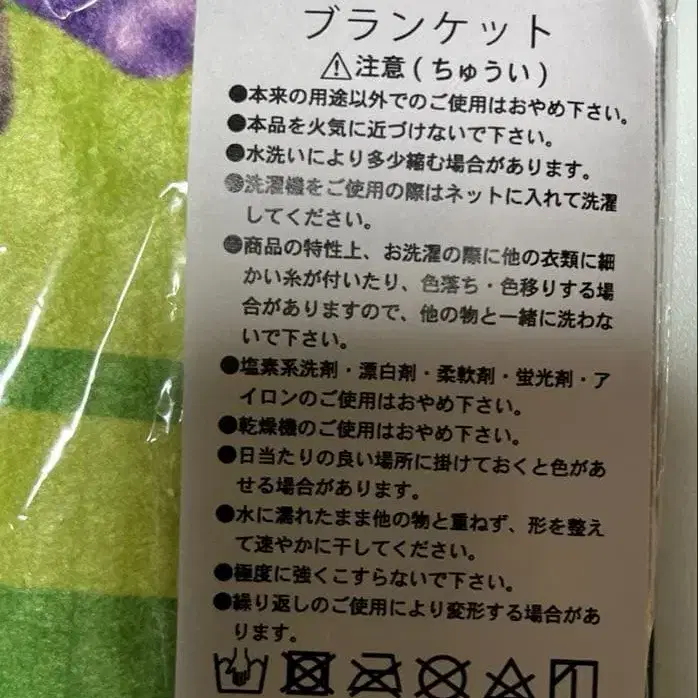 ブランケット
⚠注意(ちゅうい)
●本来の用途以外でのご使用はおやめ下さい。
●本品を火気に近づけないで下さい。
●水洗いにより多少縮む場合があります。
●洗濯機をご使用の際はネットに入れて洗濯
してください。
●商品の特性上、お洗濯の際に他の衣類に細
かい糸が付いたり、色落ち・色移りする場
合がありますので、他の物と一緒に洗わな
いで下さい。
●塩素系洗剤・漂白剤・柔軟剤・蛍光剤・ア
イロンのご使用はおやめ下さい。
●乾燥機のご使用はおやめ下さい。
●日当たりの良い場所に掛けておくと色があ
せる場合があります。
●水に濡れたまま他の物と重ねず、形を整え
て速やかに干してください。
●極度に強くこすらないで下さい。
●繰り返しのご使用により変形する場合があ
ります。